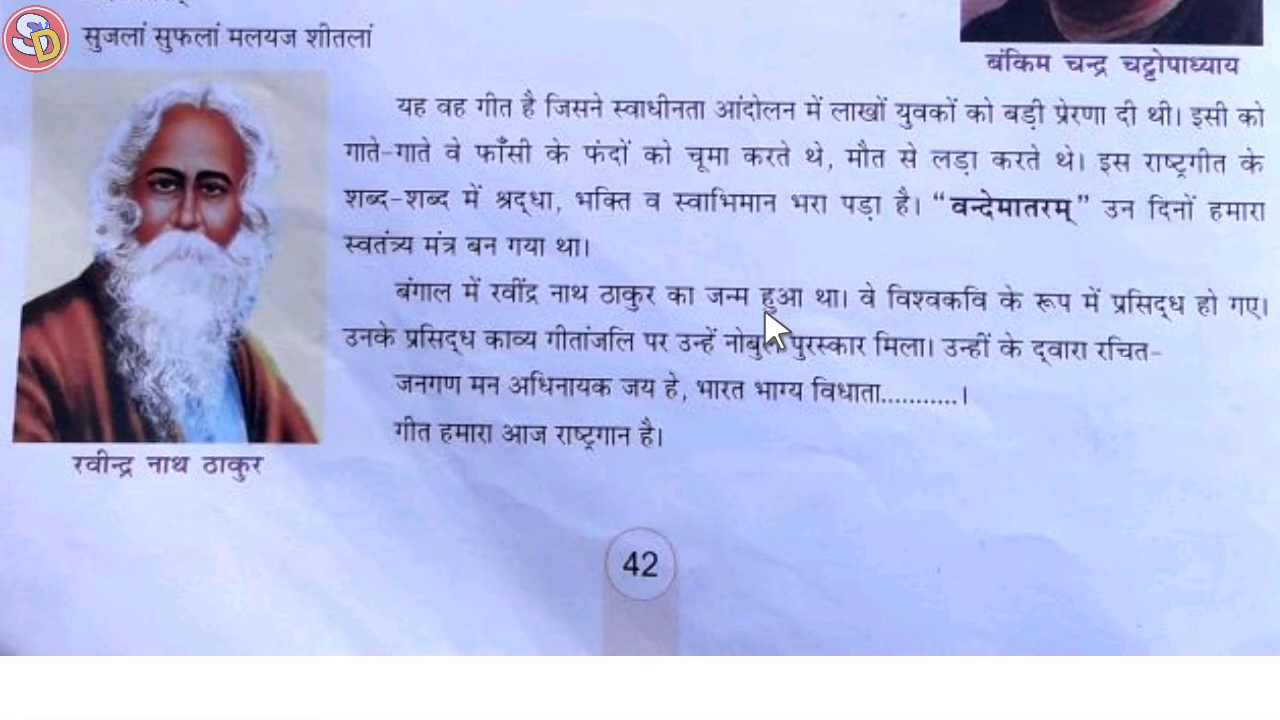 SD
सुजलां सुफलां मलयज शीतलां
बंकिम चन्द्र चट्टोपाध्याय
यह वह गीत है जिसने स्वाधीनता आंदोलन में लाखों युवकों को बड़ी प्रेरणा दी थी। इसी को
गाते-गाते वे फाँसी के फंदों को चूमा करते थे, मौत से लड़ा करते थे। इस राष्ट्रगीत के
शब्द-शब्द में श्रद्धा, भक्ति व स्वाभिमान भरा पड़ा है। “वन्देमातरम्” उन दिनों हमारा
स्वतंत्र्य मंत्र बन गया था।
बंगाल में रवींद्र नाथ ठाकुर का जन्म हुआ था। वे विश्वकवि के रूप में प्रसिद्ध हो गए।
उनके प्रसिद्ध काव्य गीतांजलि पर उन्हें नोबुल पुरस्कार मिला। उन्हीं के द्वारा रचित-
जनगण मन अधिनायक जय हे, भारत भाग्य विधाता...........।
गीत हमारा आज राष्ट्रगान है।
रवीन्द्र नाथ ठाकुर
42